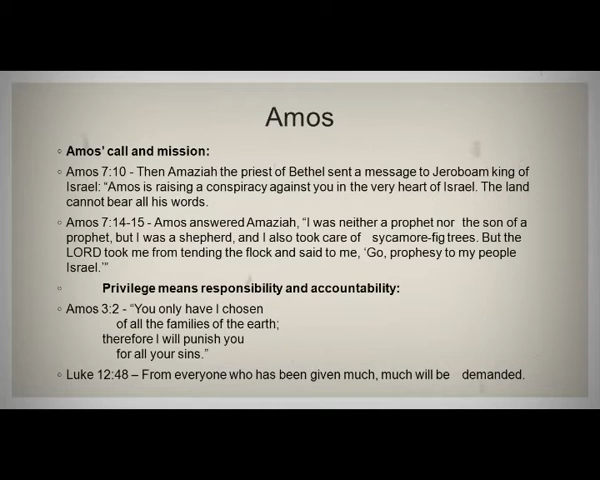 Amos
◦ Amos' call and mission:
◦ Amos 7:10 - Then Amaziah the priest of Bethel sent a message to Jeroboam king of
Israel: “Amos is raising a conspiracy against you in the very heart of Israel. The land
cannot bear all his words.
◦ Amos 7:14-15 - Amos answered Amaziah, “I was neither a prophet nor the son of a
prophet, but I was a shepherd, and I also took care of sycamore-fig trees. But the
LORD took me from tending the flock and said to me, ‘Go, prophesy to my people
Israel.’”
◦ Privilege means responsibility and accountability:
◦ Amos 3:2 - “You only have I chosen
of all the families of the earth;
therefore I will punish you
for all your sins.”
◦ Luke 12:48 – From everyone who has been given much, much will be demanded.